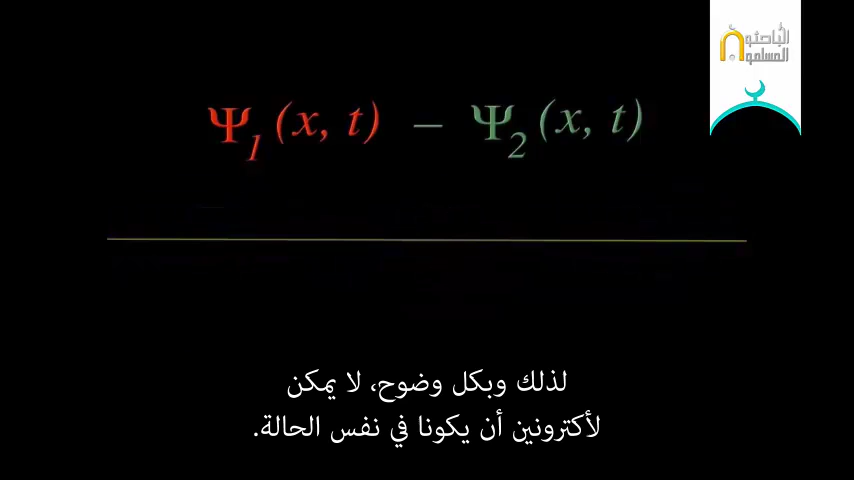 الباحثون
المسلمون
Ψ₁(x, t) – Ψ₂(x, t)
لذلك وبكل وضوح، لا يمكن
لأكترونين أن يكونا في نفس الحالة.